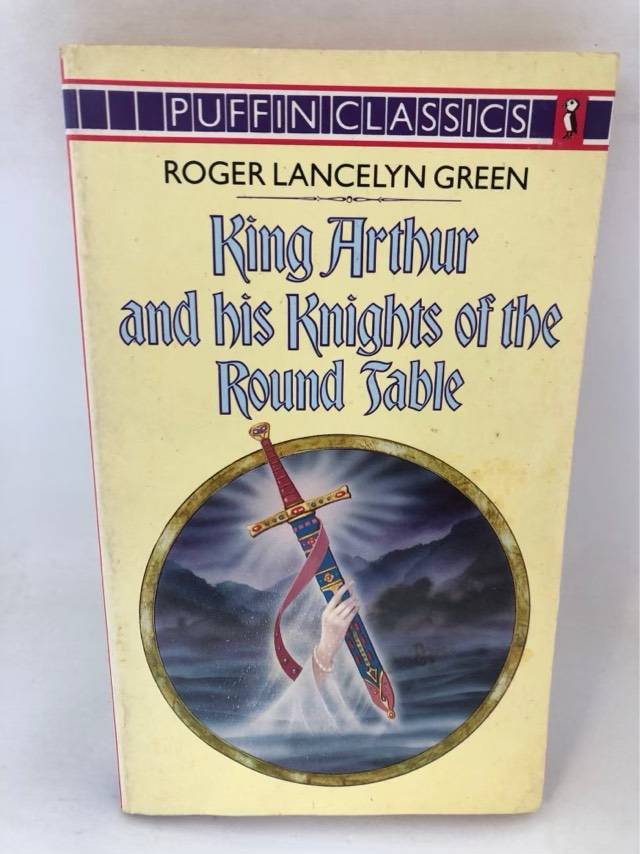 PUFFIN CLASSICS
ROGER LANCELYN GREEN
King Arthur
and his Knights of the
Round Table